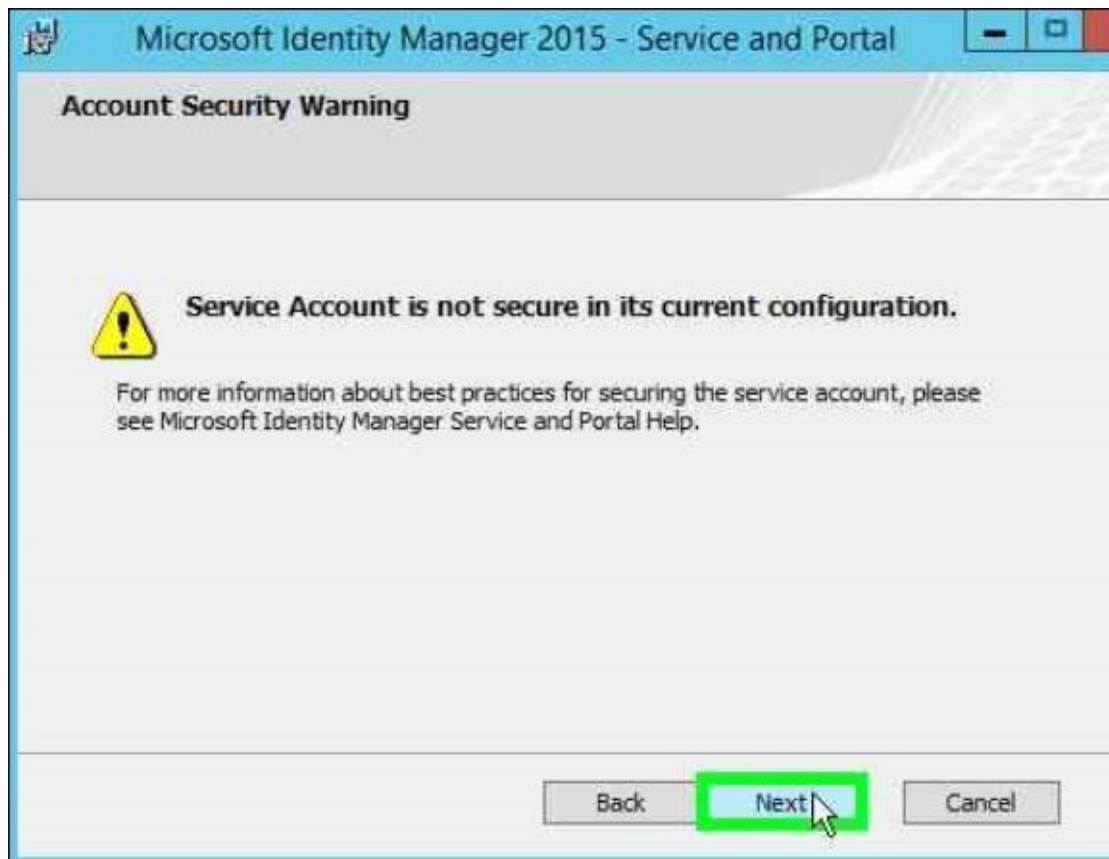 Microsoft Identity Manager 2015 - Service and Portal
Account Security Warning
Service Account is not secure in its current configuration.
For more information about best practices for securing the service account, please
see Microsoft Identity Manager Service and Portal Help.
Back Next Cancel